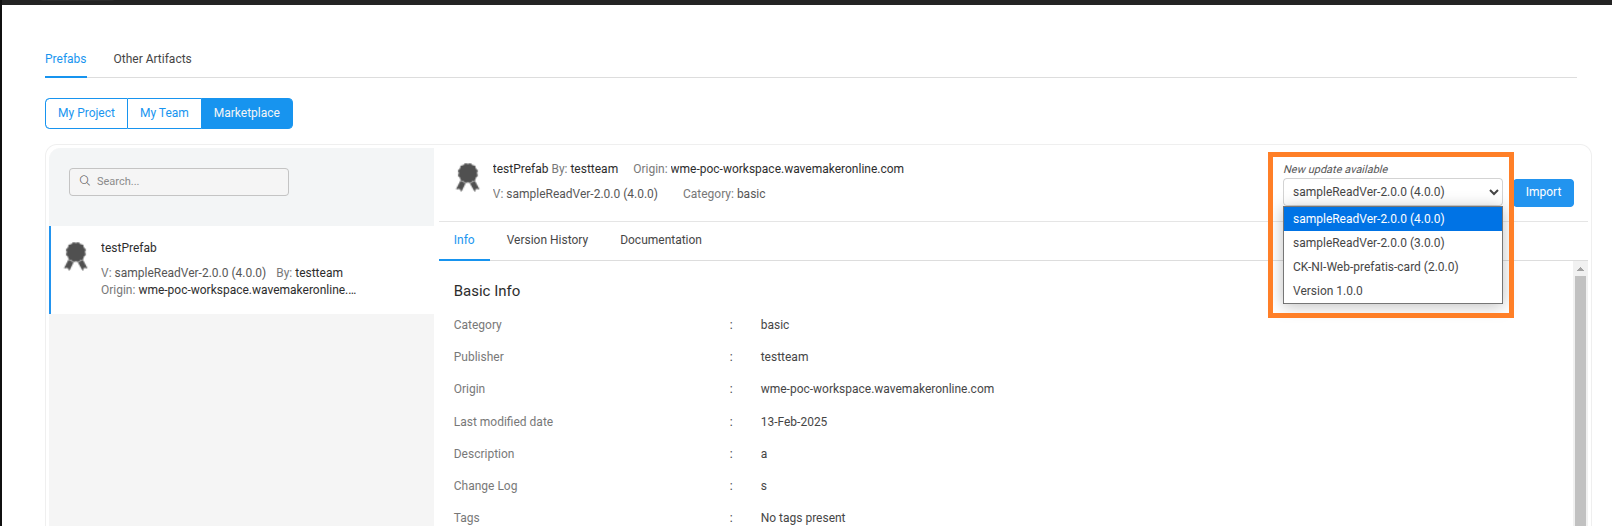 Prefabs Other Artifacts
My Project My Team Marketplace
Search...
testPrefab
V: sampleReadVer-2.0.0 (4.0.0) By: testteam
Origin: wme-poc-workspace.wavemakeronline....
testPrefab By: testteam Origin: wme-poc-workspace.wavemakeronline.com
V: sampleReadVer-2.0.0 (4.0.0) Category: basic
New update available
sampleReadVer-2.0.0 (4.0.0)
Import
sampleReadVer-2.0.0 (4.0.0)
sampleReadVer-2.0.0 (3.0.0)
CK-NI-Web-prefatis-card (2.0.0)
Version 1.0.0
Info Version History Documentation
Basic Info
Category : basic
Publisher : testteam
Origin : wme-poc-workspace.wavemakeronline.com
Last modified date : 13-Feb-2025
Description : a
Change Log : s
Tags : No tags present